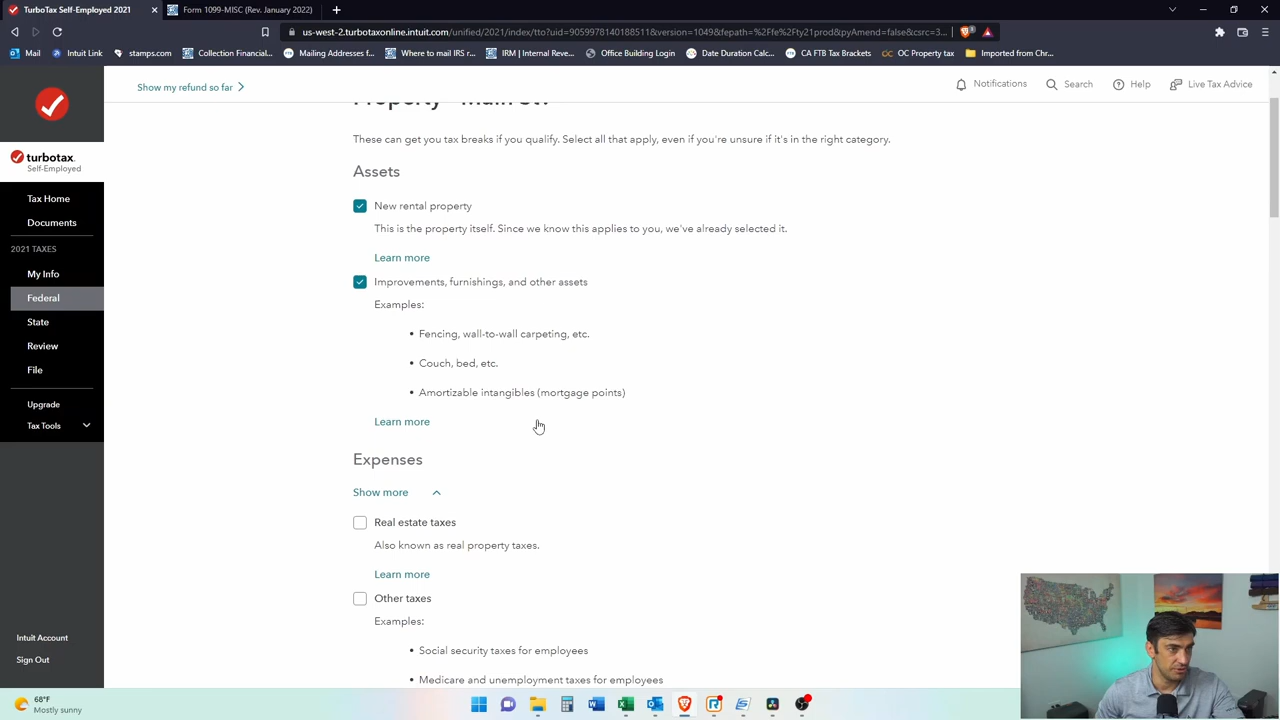 TurboTax Self-Employed 2021
Form 1099-MISC (Rev. January 2022)
us-west-2.turbotaxonline.intuit.com/unified/2021/index/tto?uid=9059978140188511&version=1049&fepath=%2Ffe%2Fty21prod&pyAmend=false&csrc=3...
Mail
Intuit Link
stamps.com
Collection Financial...
Mailing Addresses f...
Where to mail IRS r...
IRM | Internal Reve...
Office Building Login
Date Duration Calc...
CA FTB Tax Brackets
OC Property tax
Imported from Chr...
Show my refund so far
Notifications
Search
Help
Live Tax Advice
turbotax
Self-Employed
Tax Home
Documents
2021 TAXES
My Info
Federal
State
Review
File
Upgrade
Tax Tools
Intuit Account
Sign Out
These can get you tax breaks if you qualify. Select all that apply, even if you're unsure if it's in the right category.
Assets
New rental property
This is the property itself. Since we know this applies to you, we've already selected it.
Learn more
Improvements, furnishings, and other assets
Examples:
• Fencing, wall-to-wall carpeting, etc.
• Couch, bed, etc.
• Amortizable intangibles (mortgage points)
Learn more
Expenses
Show more
Real estate taxes
Also known as real property taxes.
Learn more
Other taxes
Examples:
• Social security taxes for employees
• Medicare and unemployment taxes for employees
68°F
Mostly sunny